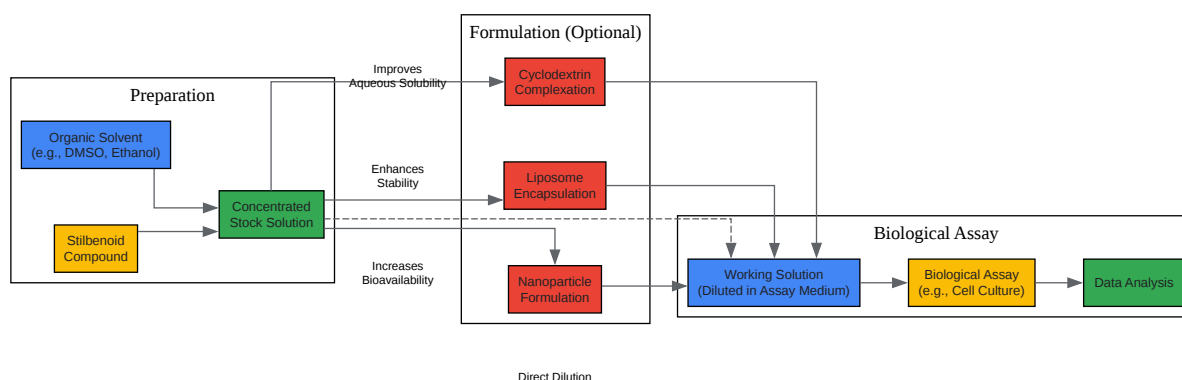 Formulation (Optional)
Improves
Aqueous Solubility
Cyclodextrin
Complexation
Preparation
Organic Solvent
(e.g., DMSO, Ethanol)
Enhances
Stability
Liposome
Encapsulation
Concentrated
Stock Solution
Stilbenoid
Compound
Biological Assay
Increases
Bioavailability
Nanoparticle
Formulation
Working Solution
(Diluted in Assay Medium)
Biological Assay
(e.g., Cell Culture)
Data Analysis
Direct Dilution